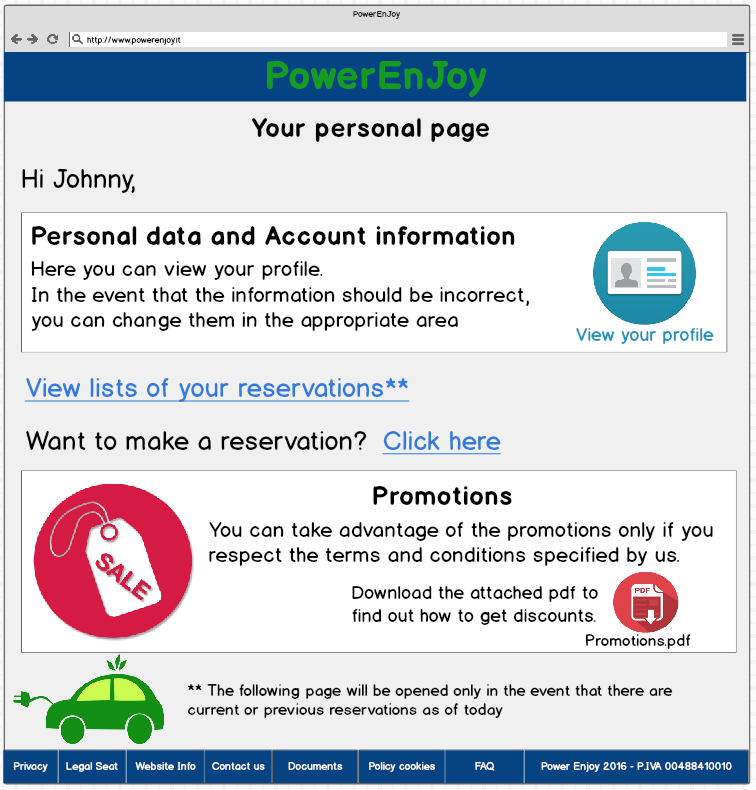 PowerEnJoy
http://www.powerenjoy.it
PowerEnJoy
Your personal page
Hi Johnny,
Personal data and Account information
Here you can view your profile.
In the event that the information should be incorrect,
you can change them in the appropriate area
View your profile
View lists of your reservations**
Want to make a reservation? Click here
SALE
Promotions
You can take advantage of the promotions only if you
respect the terms and conditions specified by us.
Download the attached pdf to
find out how to get discounts.
PDF
Promotions.pdf
** The following page will be opened only in the event that there are
current or previous reservations as of today
Privacy Legal Seat Website Info Contact us Documents Policy cookies FAQ Power Enjoy 2016 - P.IVA 00488410010